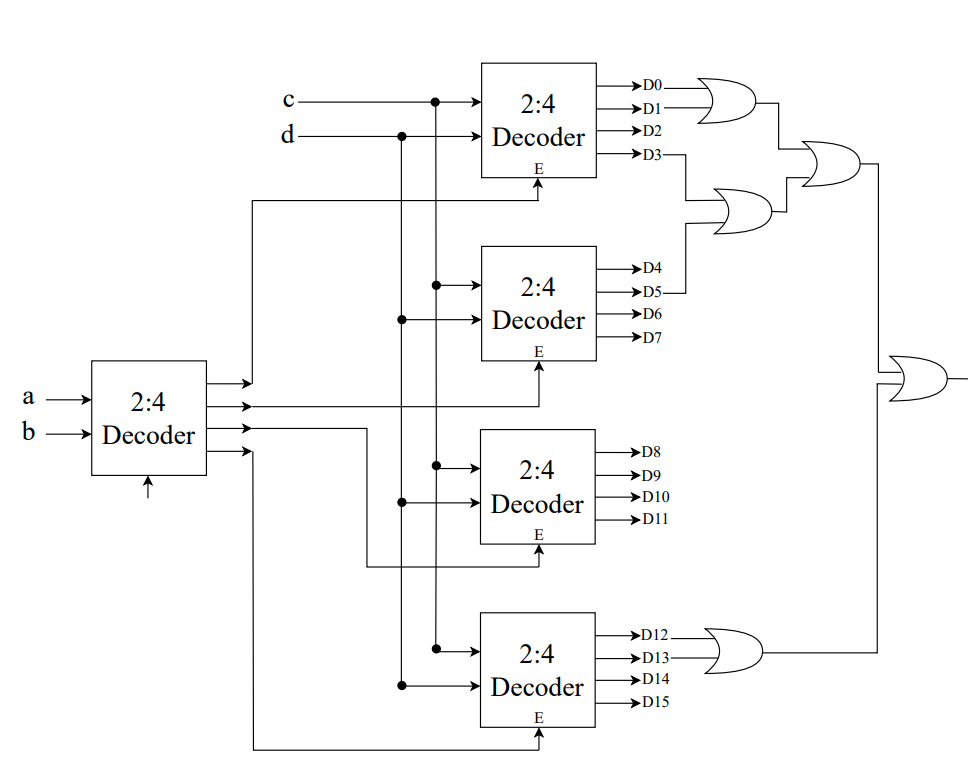 c
d
2:4
Decoder
E
D0
D1
D2
D3
2:4
Decoder
E
D4
D5
D6
D7
a
b
2:4
Decoder
2:4
Decoder
E
D8
D9
D10
D11
2:4
Decoder
E
D12
D13
D14
D15